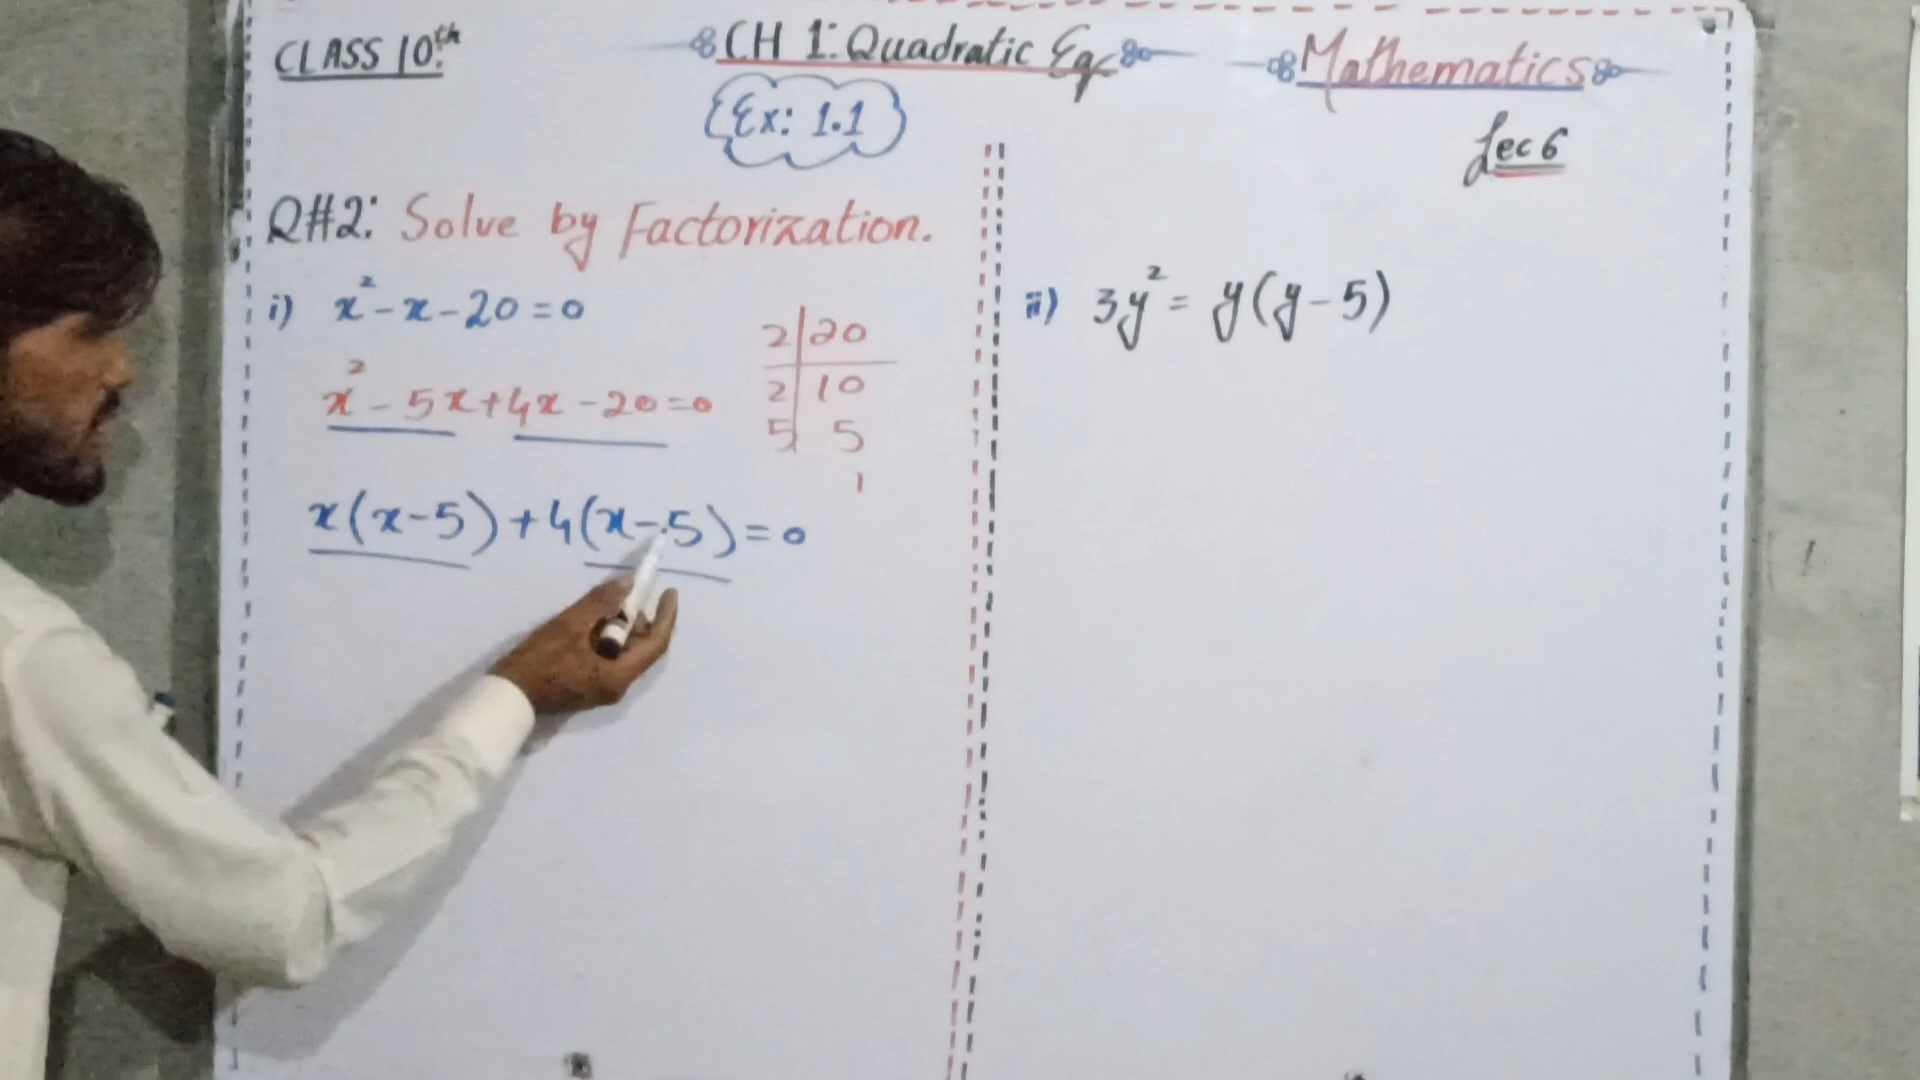 CLASS 10th
CH 1: Quadratic Eq
Mathematics
Ex: 1.1
Lec 6
Q#2: Solve by Factorization.
i) x² - x - 20 = 0
x² - 5x + 4x - 20 = 0
x(x - 5) + 4(x - 5) = 0
2 | 20
2 | 10
5 | 5
1
ii) 3y² = y(y - 5)